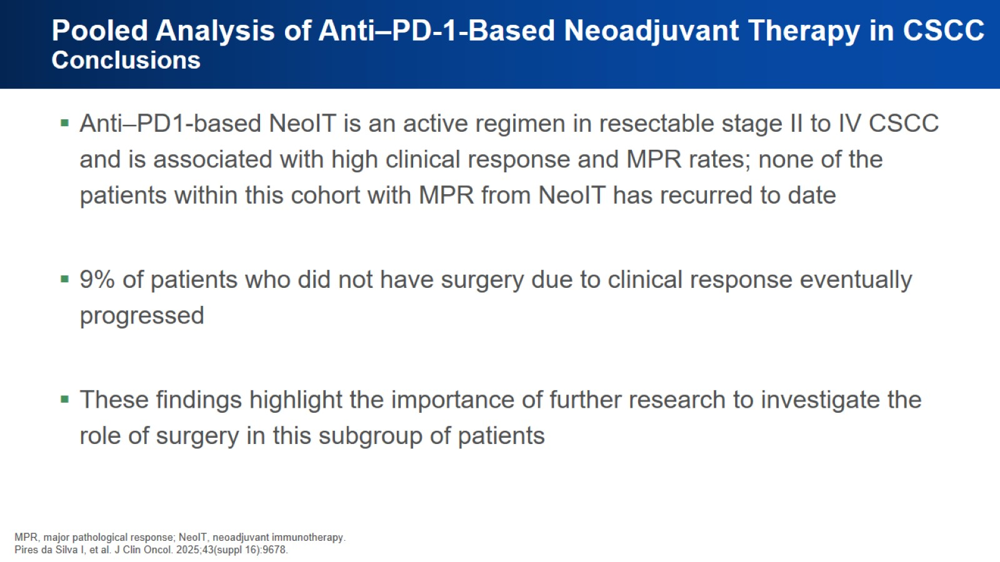 Pooled Analysis of Anti–PD-1-Based Neoadjuvant Therapy in CSCC
Conclusions
▪ Anti–PD1-based NeoIT is an active regimen in resectable stage II to IV CSCC
and is associated with high clinical response and MPR rates; none of the
patients within this cohort with MPR from NeoIT has recurred to date
▪ 9% of patients who did not have surgery due to clinical response eventually
progressed
▪ These findings highlight the importance of further research to investigate the
role of surgery in this subgroup of patients
MPR, major pathological response; NeoIT, neoadjuvant immunotherapy.
Pires da Silva I, et al. J Clin Oncol. 2025;43(suppl 16):9678.